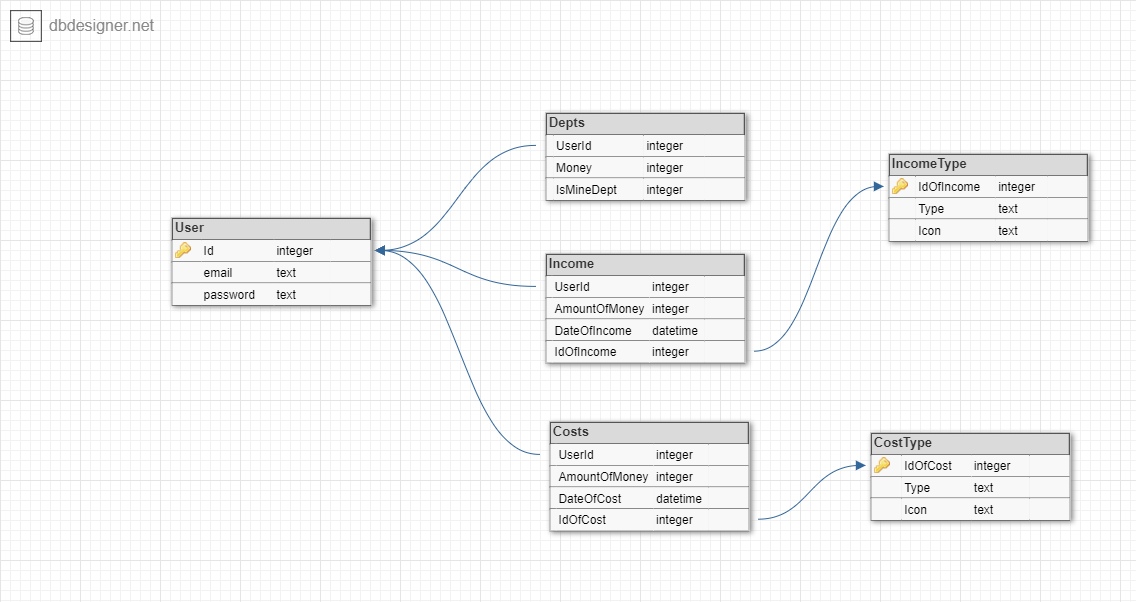 dbdesigner.net
User
Id integer
email text
password text
Depts
UserId integer
Money integer
IsMineDept integer
Income
UserId integer
AmountOfMoney integer
DateOfIncome datetime
IdOfIncome integer
Costs
UserId integer
AmountOfMoney integer
DateOfCost datetime
IdOfCost integer
IncomeType
IdOfIncome integer
Type text
Icon text
CostType
IdOfCost integer
Type text
Icon text